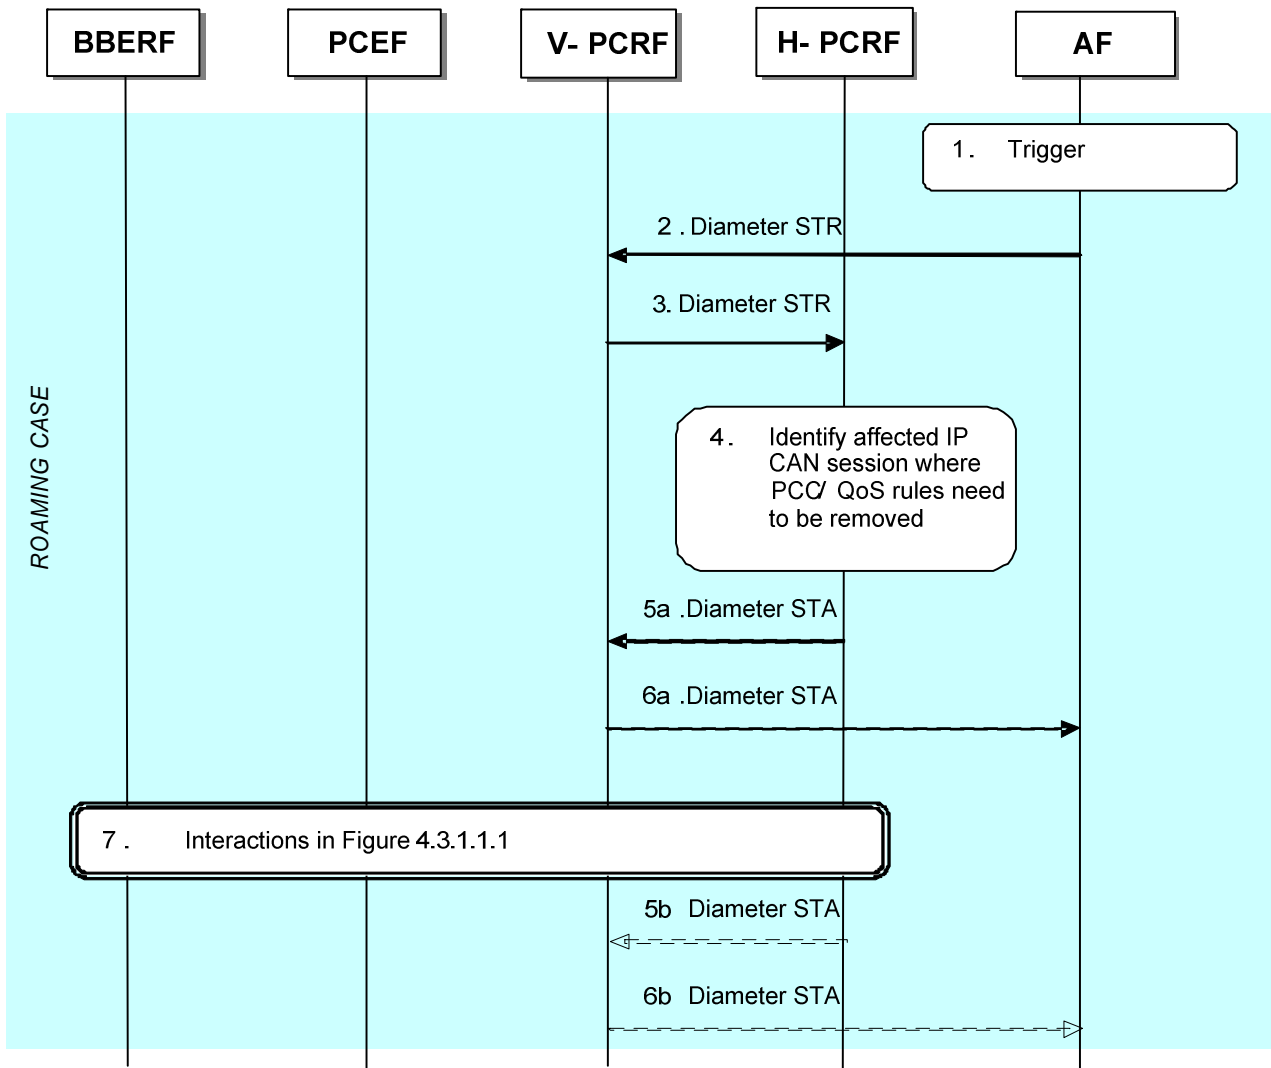 BBERF
PCEF
V- PCRF
H- PCRF
AF
1. Trigger
2 . Diameter STR
3. Diameter STR
ROAMING CASE
4. Identify affected IP
CAN session where
PCC/ QoS rules need
to be removed
5a .Diameter STA
6a .Diameter STA
7 . Interactions in Figure 4.3.1.1.1
5b Diameter STA
6b Diameter STA